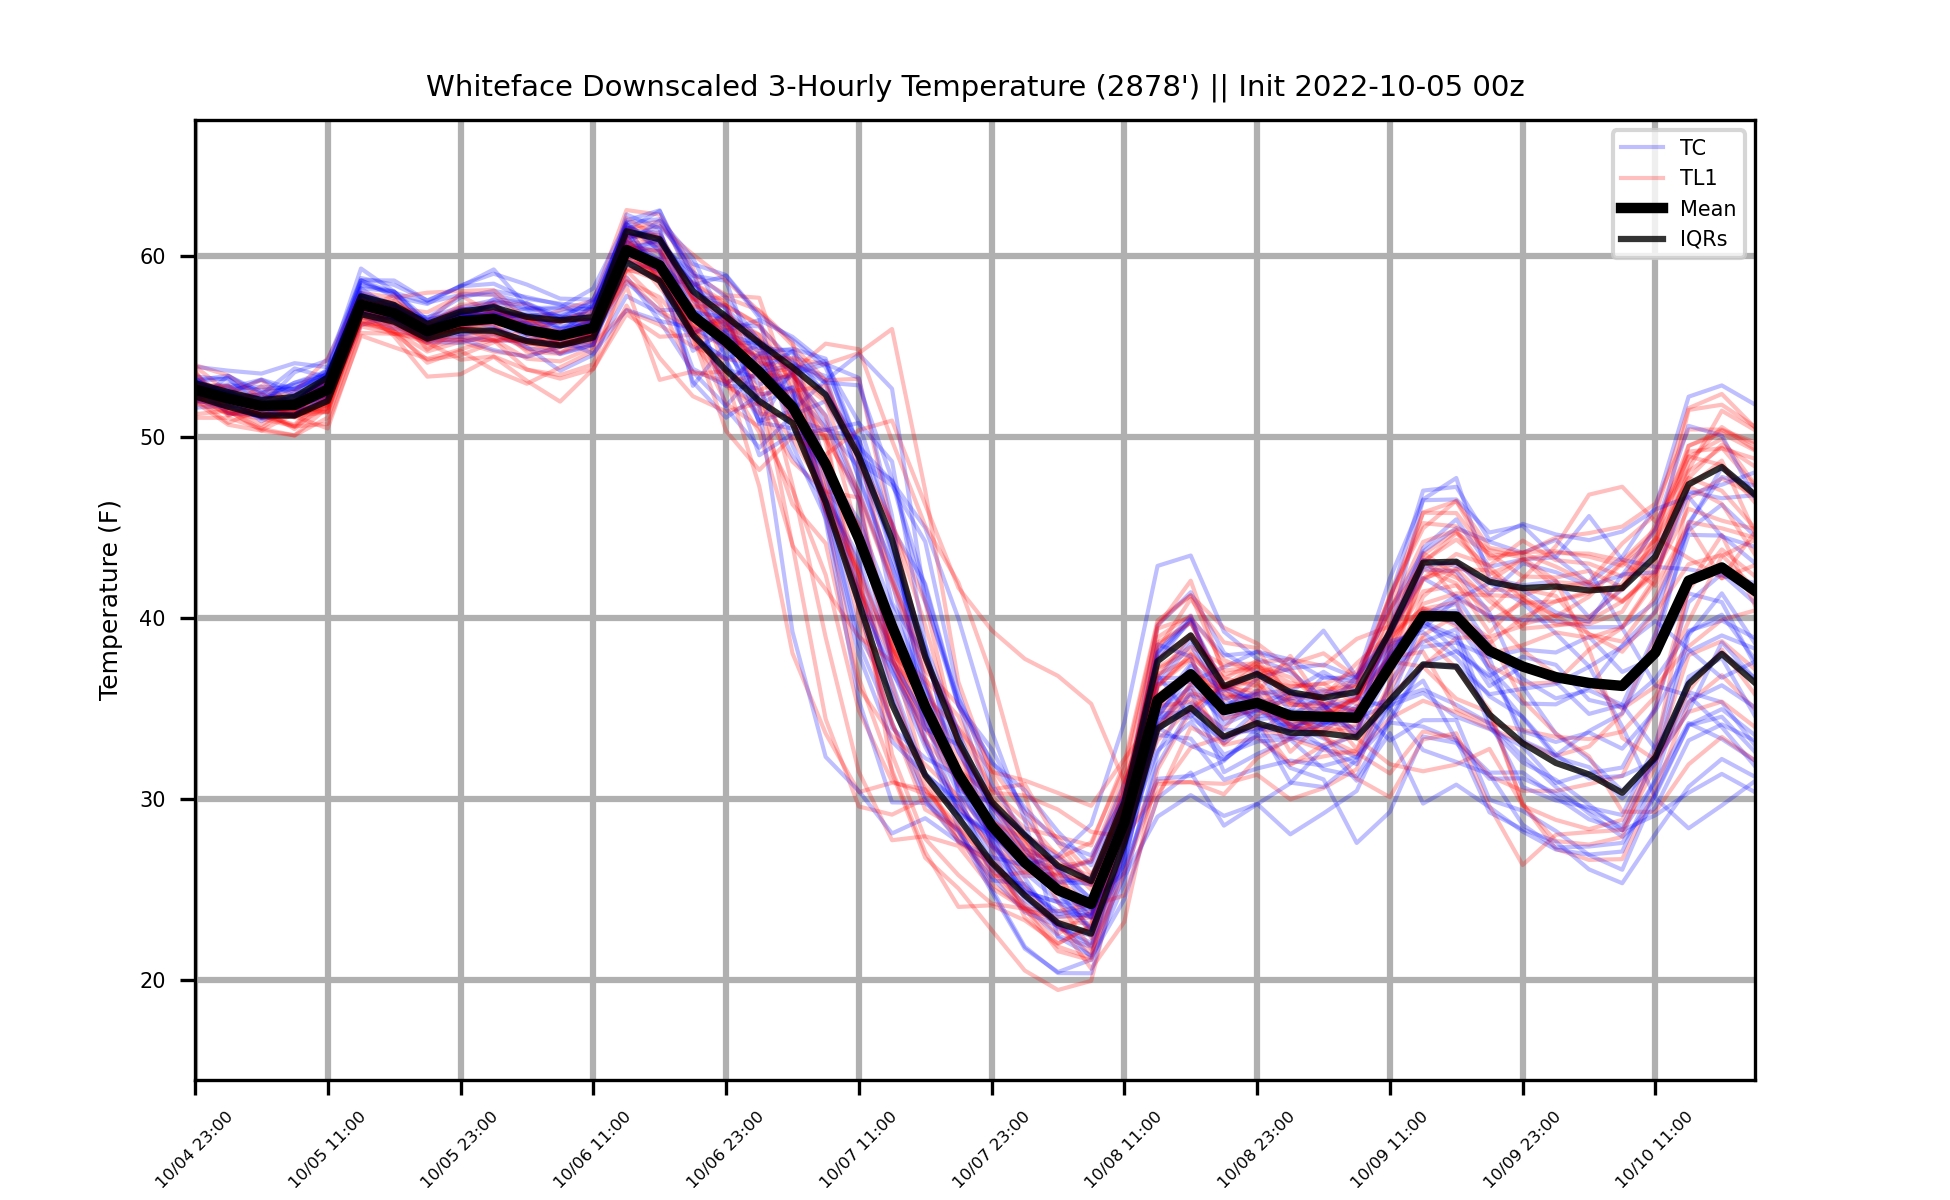 Whiteface Downscaled 3-Hourly Temperature (2878') || Init 2022-10-05 00z
TC
TL1
Mean
IQRs
Temperature (F)
60
50
40
30
20
10/04 23:00
10/05 11:00
10/05 23:00
10/06 11:00
10/06 23:00
10/07 11:00
10/07 23:00
10/08 11:00
10/08 23:00
10/09 11:00
10/09 23:00
10/10 11:00